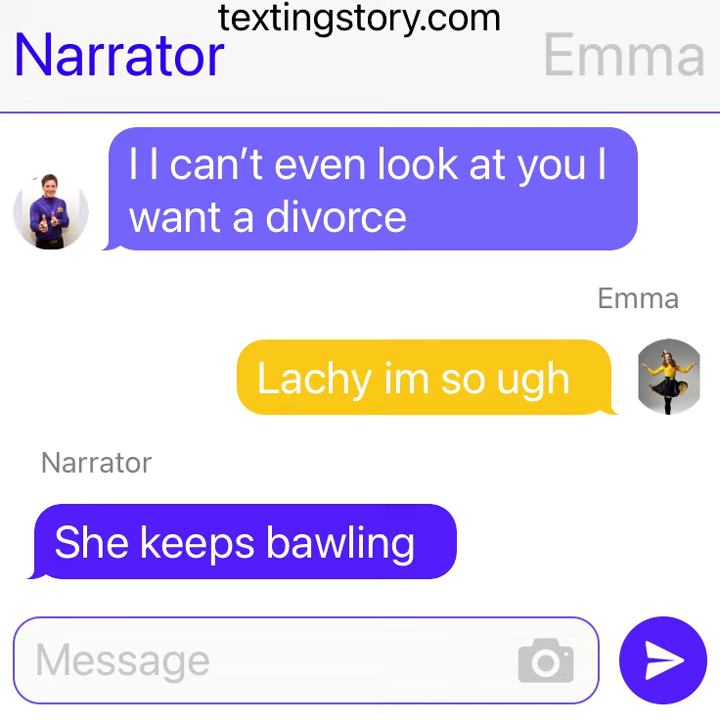 textingstory.com
Narrator
Emma
I I can’t even look at you I
want a divorce
Emma
Lachy im so ugh
Narrator
She keeps bawling
Message